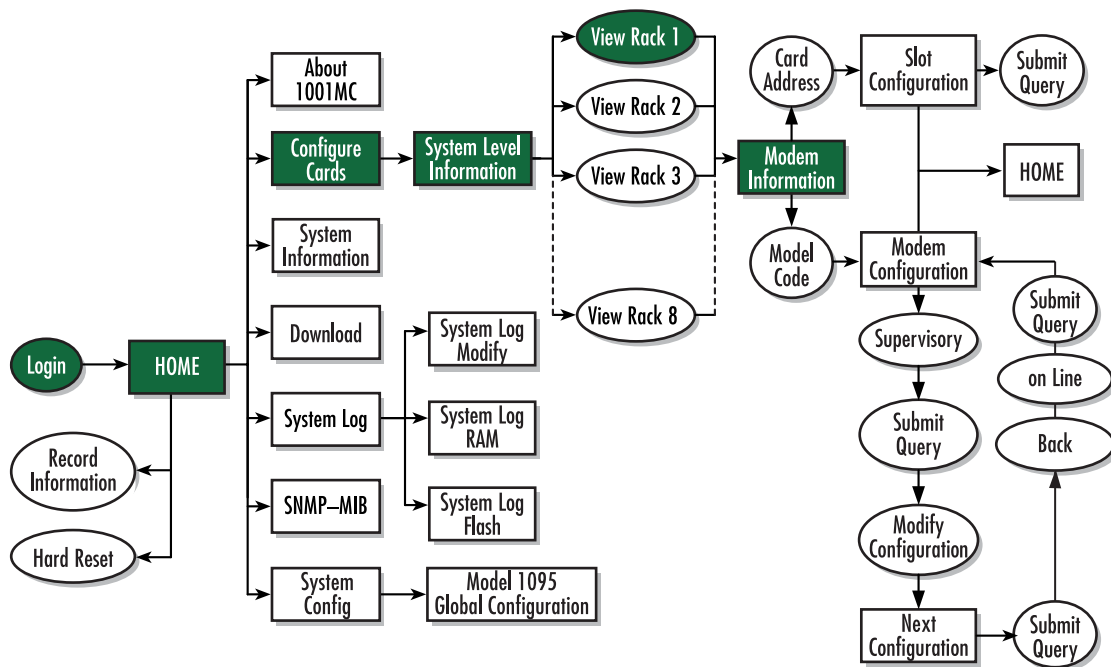 Login
HOME
Record
Information
Hard Reset
About
1001MC
Configure
Cards
System
Information
Download
System Log
SNMP–MIB
System
Config
System Level
Information
System Log
Modify
System Log
RAM
System Log
Flash
Model 1095
Global Configuration
View Rack 1
View Rack 2
View Rack 3
View Rack 8
Modem
Information
Card
Address
Model
Code
Slot
Configuration
Submit
Query
HOME
Modem
Configuration
Supervisory
Submit
Query
Modify
Configuration
Next
Configuration
Submit
Query
Back
on Line
Submit
Query